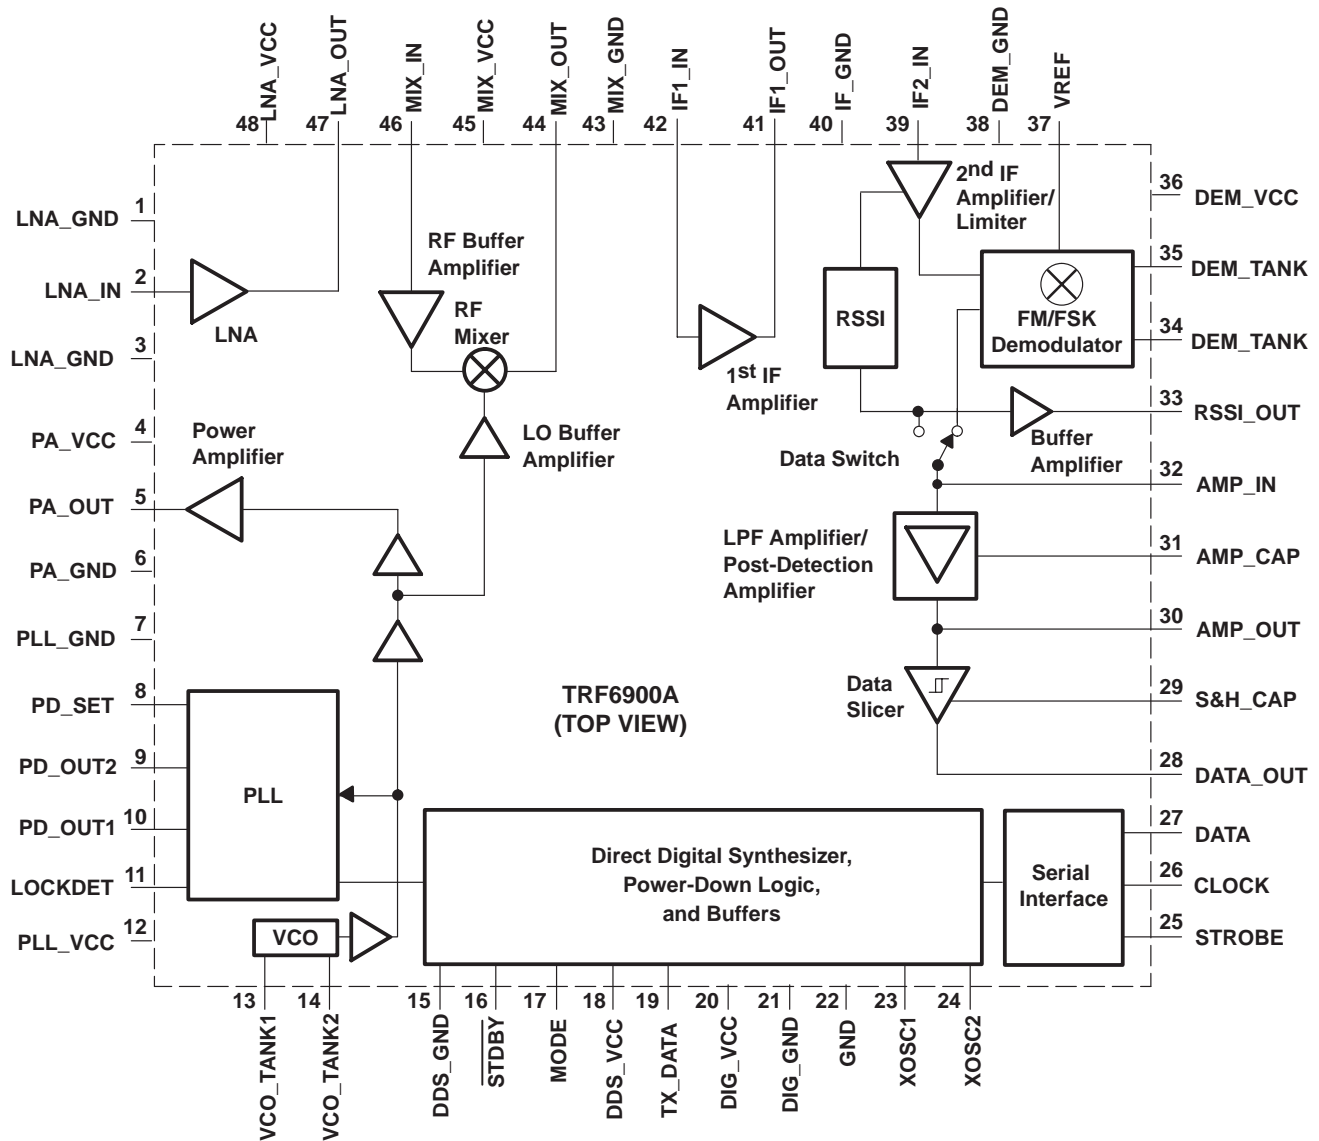 LNA_VCC
LNA_OUT
MIX_IN
MIX_VCC
MIX_OUT
MIX_GND
IF1_IN
IF1_OUT
IF_GND
IF2_IN
DEM_GND
VREF
48
47
46
45
44
43
42
41
40
39
38
37
1
LNA_GND
2
LNA_IN
3
LNA_GND
4
PA_VCC
5
PA_OUT
6
PA_GND
7
PLL_GND
8
PD_SET
9
PD_OUT2
10
PD_OUT1
11
LOCKDET
12
PLL_VCC
LNA
RF Buffer
Amplifier
RF
Mixer
1st IF
Amplifier
2nd IF
Amplifier/
Limiter
RSSI
FM/FSK
Demodulator
Power
Amplifier
LO Buffer
Amplifier
Data Switch
Buffer
Amplifier
LPF Amplifier/
Post-Detection
Amplifier
TRF6900A
(TOP VIEW)
Data
Slicer
PLL
VCO
Direct Digital Synthesizer,
Power-Down Logic,
and Buffers
Serial
Interface
36
DEM_VCC
35
DEM_TANK
34
DEM_TANK
33
RSSI_OUT
32
AMP_IN
31
AMP_CAP
30
AMP_OUT
29
S&H_CAP
28
DATA_OUT
27
DATA
26
CLOCK
25
STROBE
13
14
15
16
17
18
19
20
21
22
23
24
VCO_TANK1
VCO_TANK2
DDS_GND
STDBY
MODE
DDS_VCC
TX_DATA
DIG_VCC
DIG_GND
GND
XOSC1
XOSC2